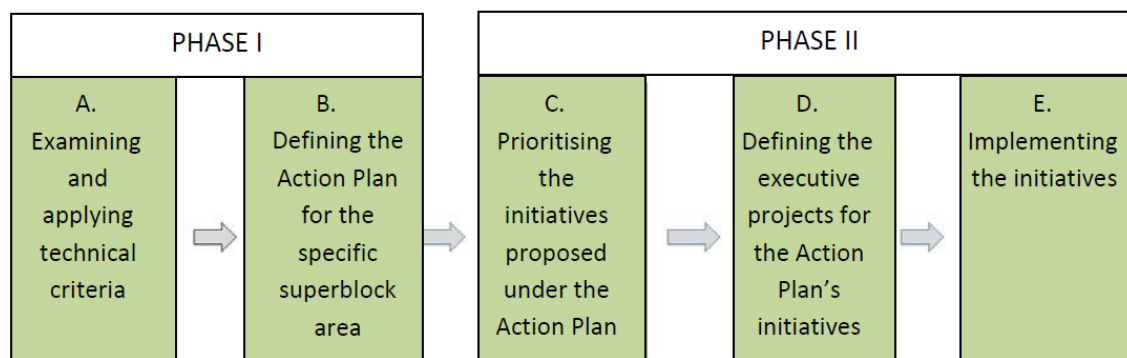 PHASE I
A.
Examining
and
applying
technical
criteria
B.
Defining the
Action Plan
for the
specific
superblock
area
PHASE II
C.
Prioritising
the
initiatives
proposed
under the
Action Plan
D.
Defining the
executive
projects for
the Action
Plan’s
initiatives
E.
Implementing
the initiatives